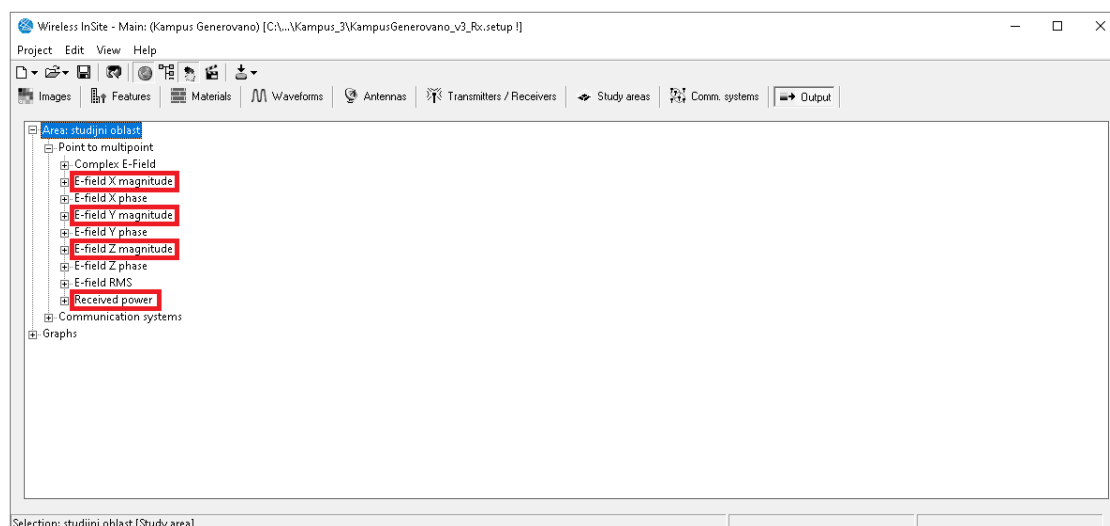 Wireless InSite - Main: (Kampus Generovano) [C:\...\Kampus_3\KampusGenerovano_v3_Rx.setup !]
Project Edit View Help
Images Features Materials Waveforms Antennas Transmitters / Receivers Study areas Comm. systems Output
Area: studijni oblast
Point to multipoint
Complex E-Field
E-field X magnitude
E-field X phase
E-field Y magnitude
E-field Y phase
E-field Z magnitude
E-field Z phase
E-field RMS
Received power
Communication systems
Graphs
Selection: studijni oblast [Study area]